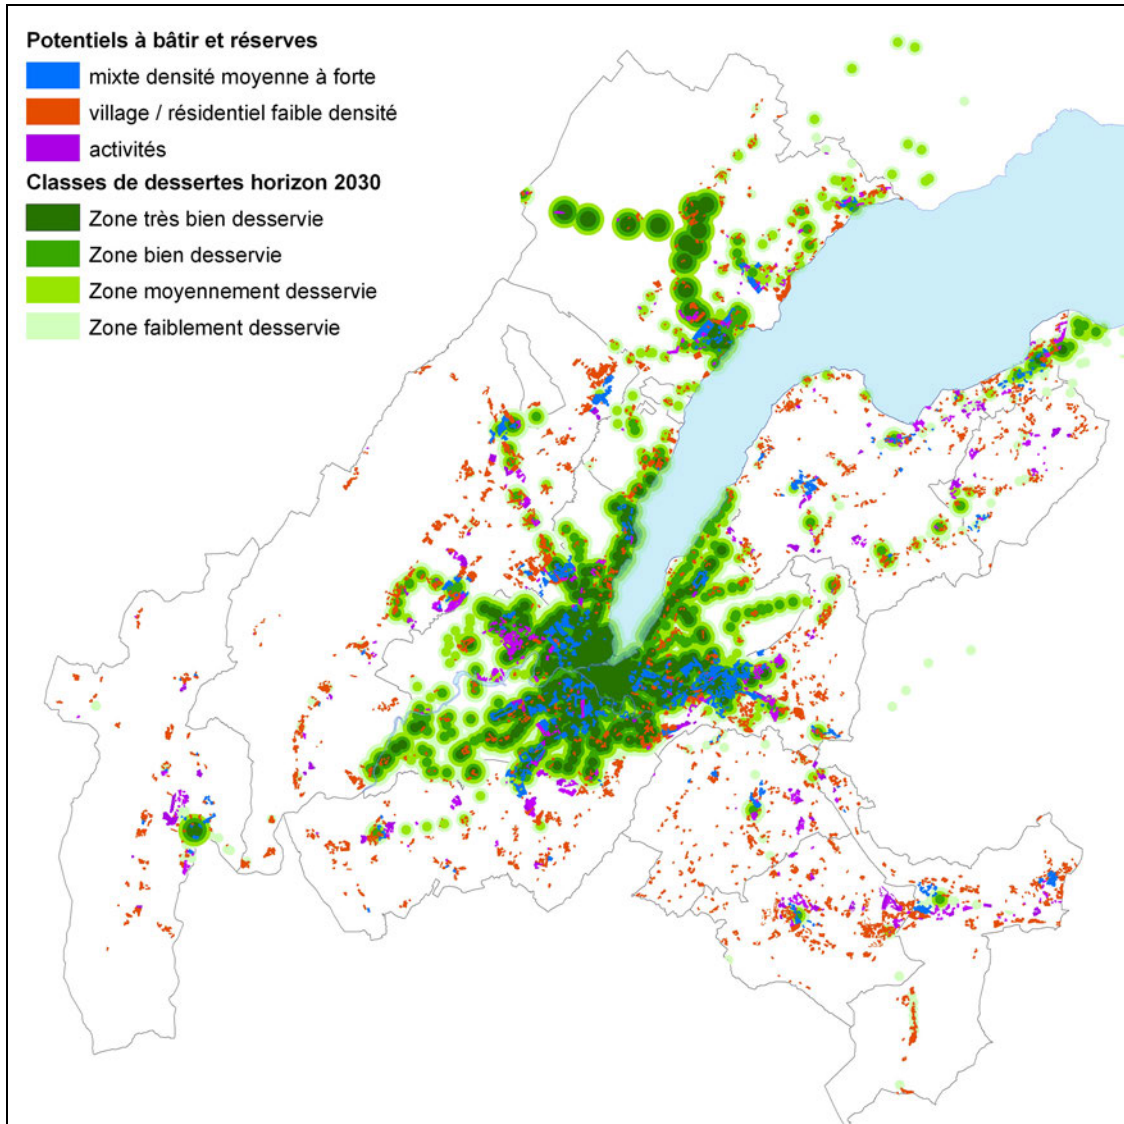 Potentiels à bâtir et réserves
mixte densité moyenne à forte
village / résidentiel faible densité
activités
Classes de dessertes horizon 2030
Zone très bien desservie
Zone bien desservie
Zone moyennement desservie
Zone faiblement desservie